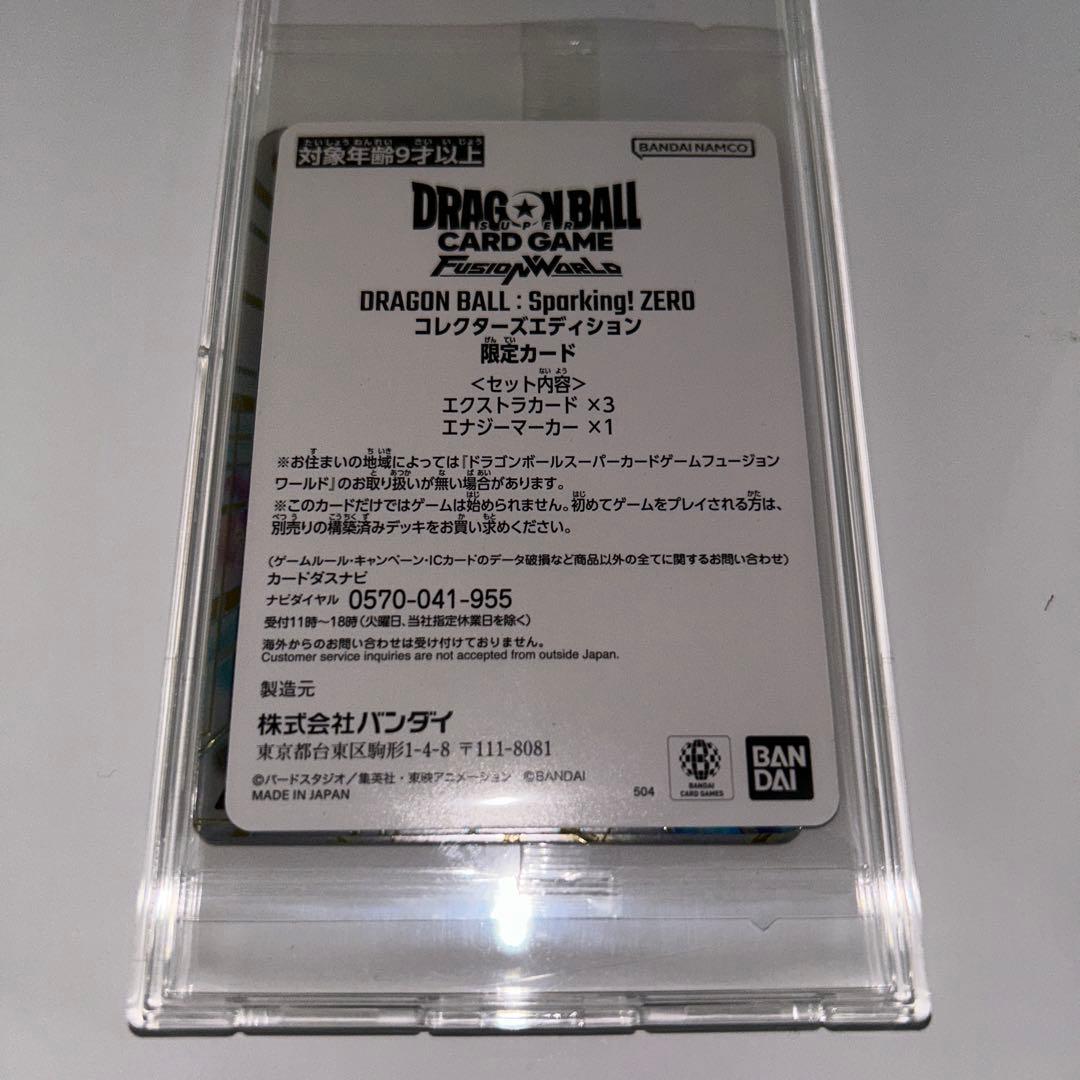 対象年齢9才以上
BANDAI NAMCO
DRAGON BALL
SUPER
CARD GAME
FUSION WORLD
DRAGON BALL : Sparking! ZERO
コレクターズエディション
限定カード
<セット内容>
エクストラカード ×3
エナジーマーカー ×1
※お住まいの地域によっては『ドラゴンボールスーパーカードゲームフュージョン
ワールド』のお取り扱いが無い場合があります。
※このカードだけではゲームは始められません。初めてゲームをプレイされる方は、
別売りの構築済みデッキをお買い求めください。
(ゲームルール・キャンペーン・ICカードのデータ破損など商品以外の全てに関するお問い合わせ)
カードダスナビ
ナビダイヤル 0570-041-955
受付11時～18時(火曜日、当社指定休業日を除く)
海外からのお問い合わせは受け付けておりません。
Customer service inquiries are not accepted from outside Japan.
製造元
株式会社バンダイ
東京都台東区駒形1-4-8 〒111-8081
©バードスタジオ/集英社・東映アニメーション ©BANDAI
MADE IN JAPAN
504
BANDAI
CARD GAMES
BAN
DAI